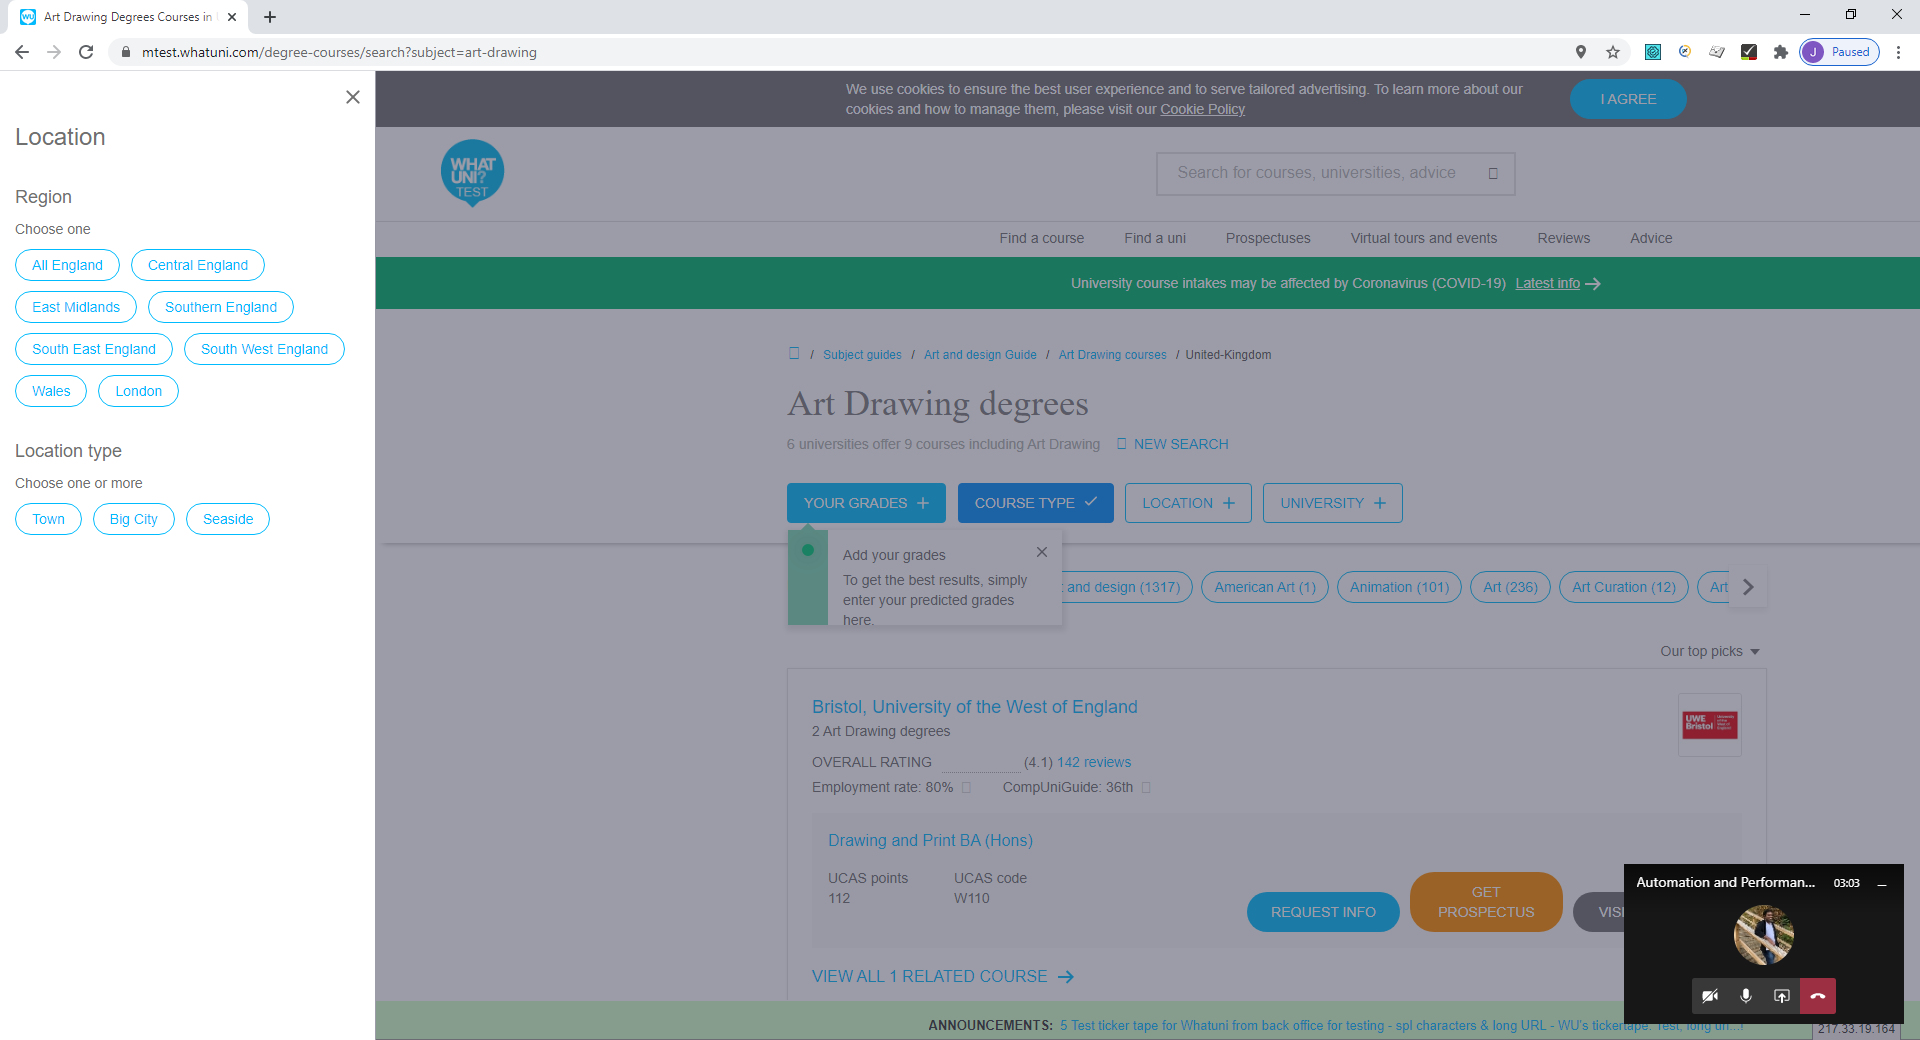 Art Drawing Degrees Courses in
mtest.whatuni.com/degree-courses/search?subject=art-drawing
J Paused
Location
Region
Choose one
All England
Central England
East Midlands
Southern England
South East England
South West England
Wales
London
Location type
Choose one or more
Town
Big City
Seaside
We use cookies to ensure the best user experience and to serve tailored advertising. To learn more about our
cookies and how to manage them, please visit our Cookie Policy
I AGREE
WHAT
UNI?
TEST
Search for courses, universities, advice
Find a course
Find a uni
Prospectuses
Virtual tours and events
Reviews
Advice
University course intakes may be affected by Coronavirus (COVID-19) Latest info
/ Subject guides / Art and design Guide / Art Drawing courses / United-Kingdom
Art Drawing degrees
6 universities offer 9 courses including Art Drawing
NEW SEARCH
YOUR GRADES
COURSE TYPE
LOCATION
UNIVERSITY
Add your grades
To get the best results, simply
enter your predicted grades
here.
and design (1317)
American Art (1)
Animation (101)
Art (236)
Art Curation (12)
Art
Our top picks
Bristol, University of the West of England
2 Art Drawing degrees
OVERALL RATING (4.1) 142 reviews
Employment rate: 80%
CompUniGuide: 36th
UWE
Bristol
Drawing and Print BA (Hons)
UCAS points
112
UCAS code
W110
REQUEST INFO
GET
PROSPECTUS
VIEW ALL 1 RELATED COURSE
Automation and Performan...
03:03
ANNOUNCEMENTS: 5 Test ticker tape for Whatuni from back office for testing - spl characters & long URL - WU's tickertape. Test, long url...!
217.33.19.164